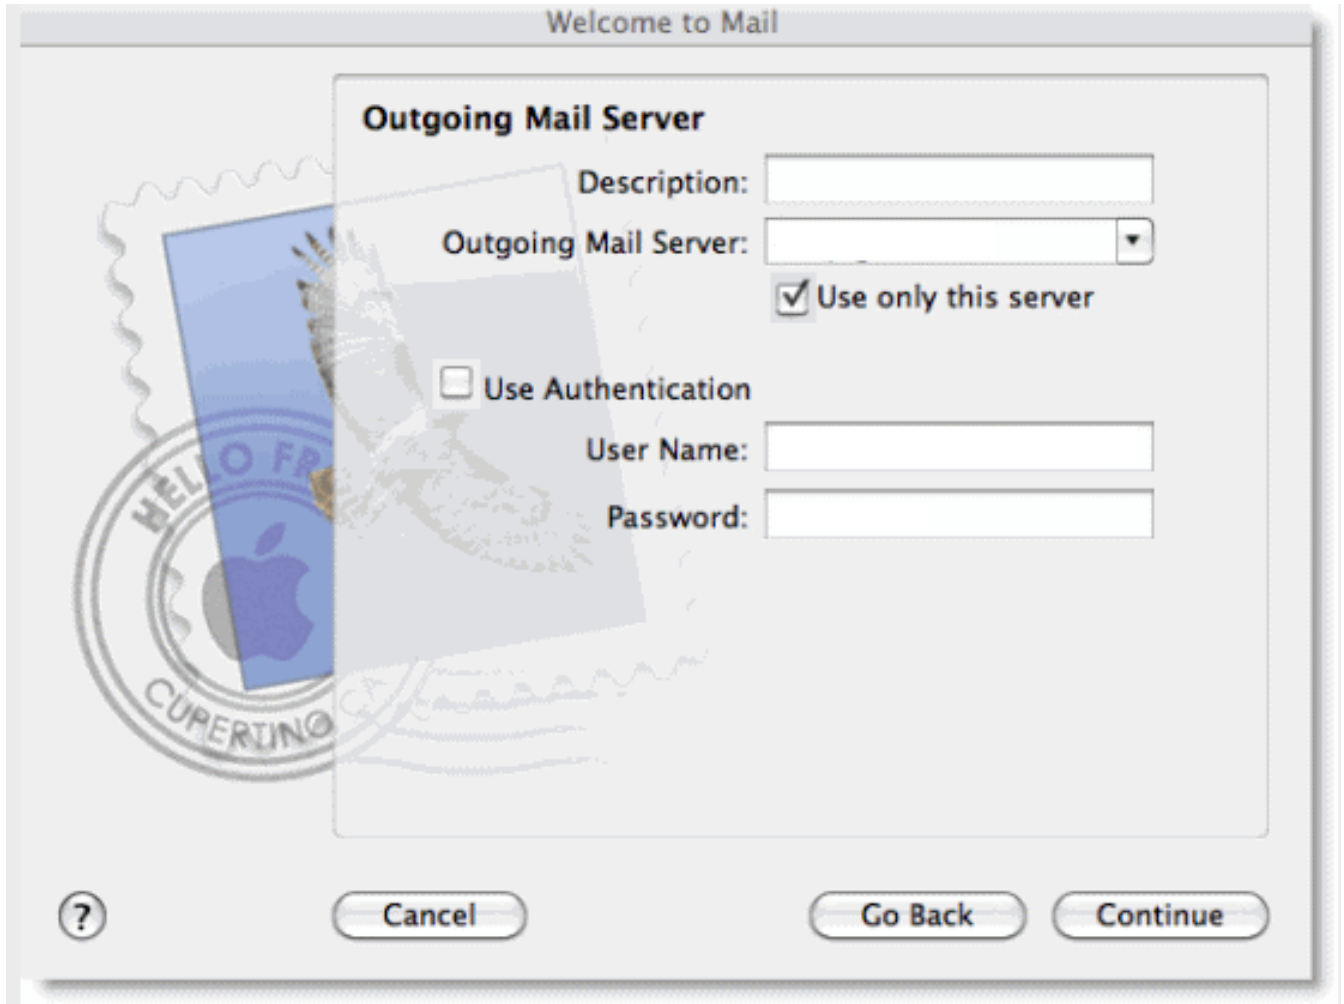 Welcome to Mail
Outgoing Mail Server
Description:
Outgoing Mail Server:
Use only this server
Use Authentication
User Name:
Password:
HELLO FR
CUPERTINO CA
?
Cancel
Go Back
Continue